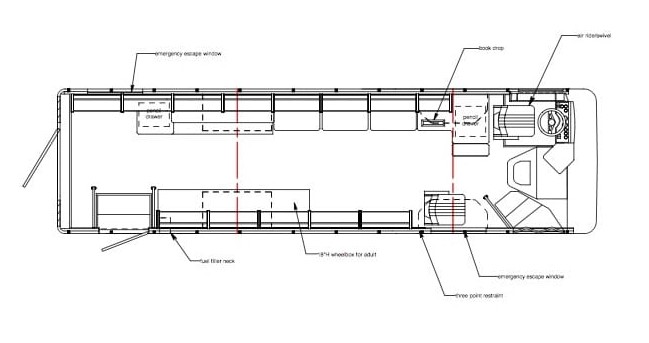 air ride/swivel
book drop
emergency escape window
pencil
drawer
pencil
drawer
fuel filler neck
18"H wheelbox for adult
emergency escape window
three point restraint